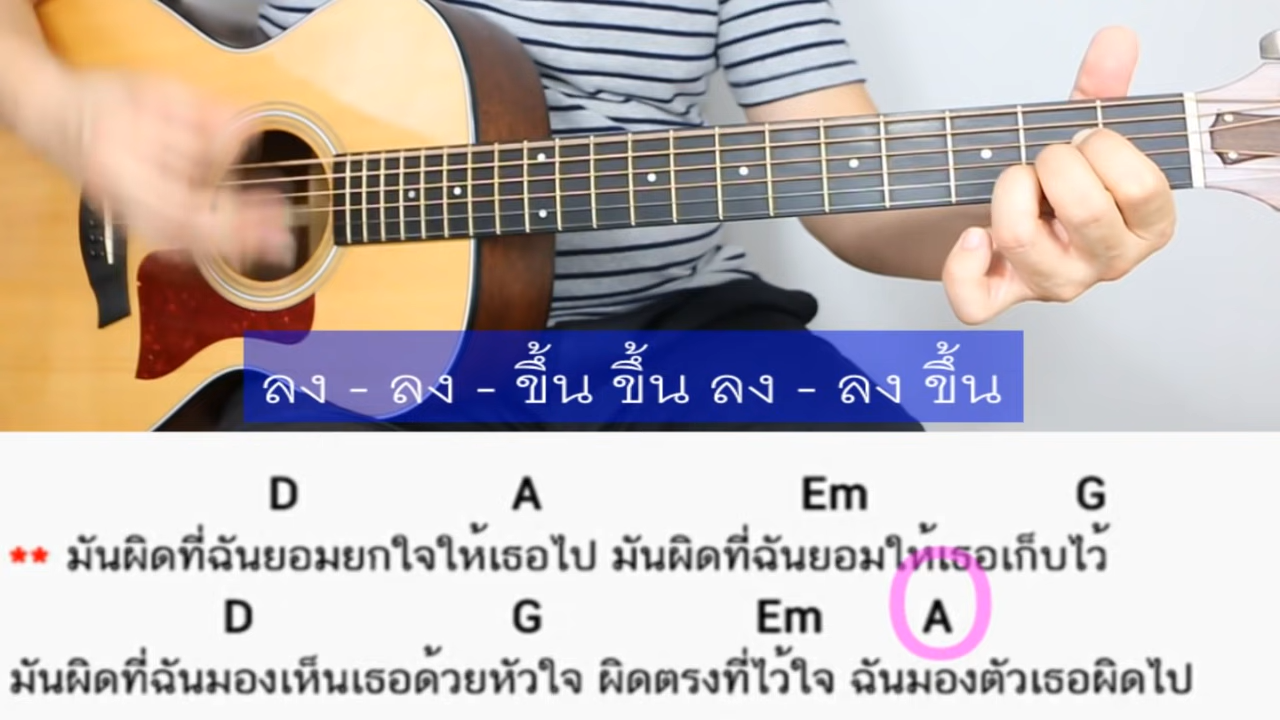 ลง - ลง - ขึ้น ขึ้น ลง - ลง ขึ้น
D A Em G
** มันผิดที่ฉันยอมยกใจให้เธอไป มันผิดที่ฉันยอมให้เธอเก็บไว้
D G Em A
มันผิดที่ฉันมองเห็นเธอด้วยหัวใจ ผิดตรงที่ไว้ใจ ฉันมองตัวเธอผิดไป